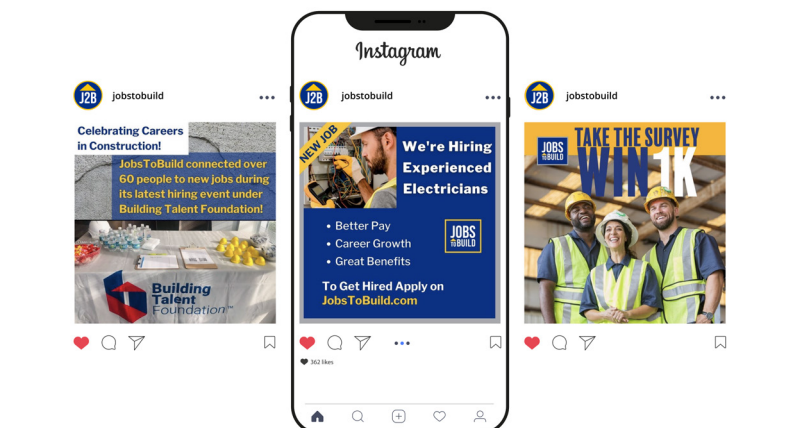 Instagram
J2B
jobstobuild
Celebrating Careers
in Construction!
JobsToBuild connected over
60 people to new jobs during
its latest hiring event under
Building Talent Foundation!
Building
Talent
Foundation™
J2B
jobstobuild
NEW JOB
We're Hiring
Experienced
Electricians
• Better Pay
• Career Growth
• Great Benefits
JOBS
TO BUILD
To Get Hired Apply on
JobsToBuild.com
362 likes
J2B
jobstobuild
JOBS
TO BUILD
TAKE THE SURVEY
WIN 1K